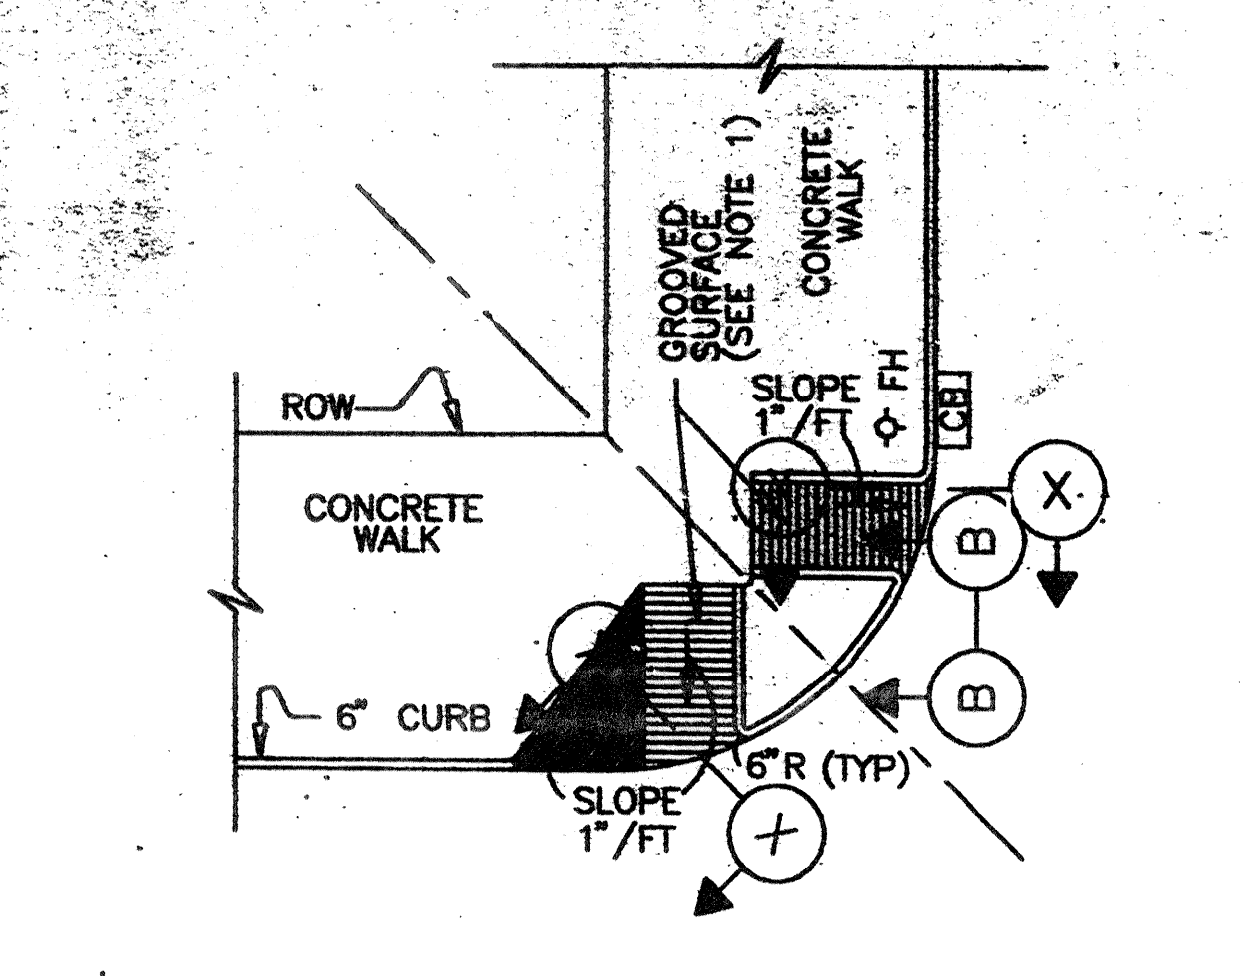 GROOVED
SURFACE
(SEE NOTE 1)
CONCRETE
WALK
SLOPE
1"/FT
FH
CB
ROW
CONCRETE
WALK
X
B
B
6" CURB
6"R (TYP)
SLOPE
1"/FT
X